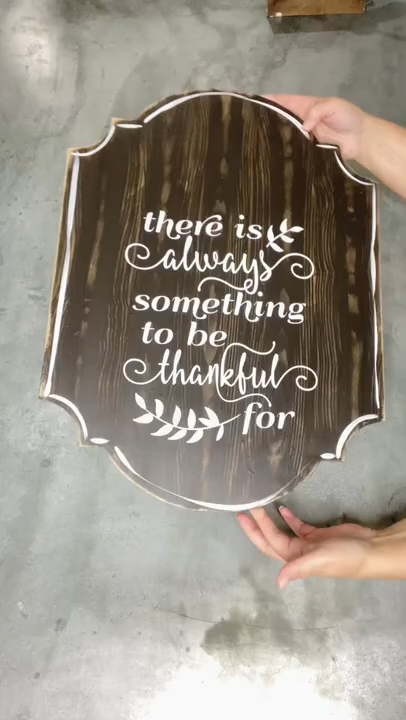 there is
always
something
to be
thankful
for